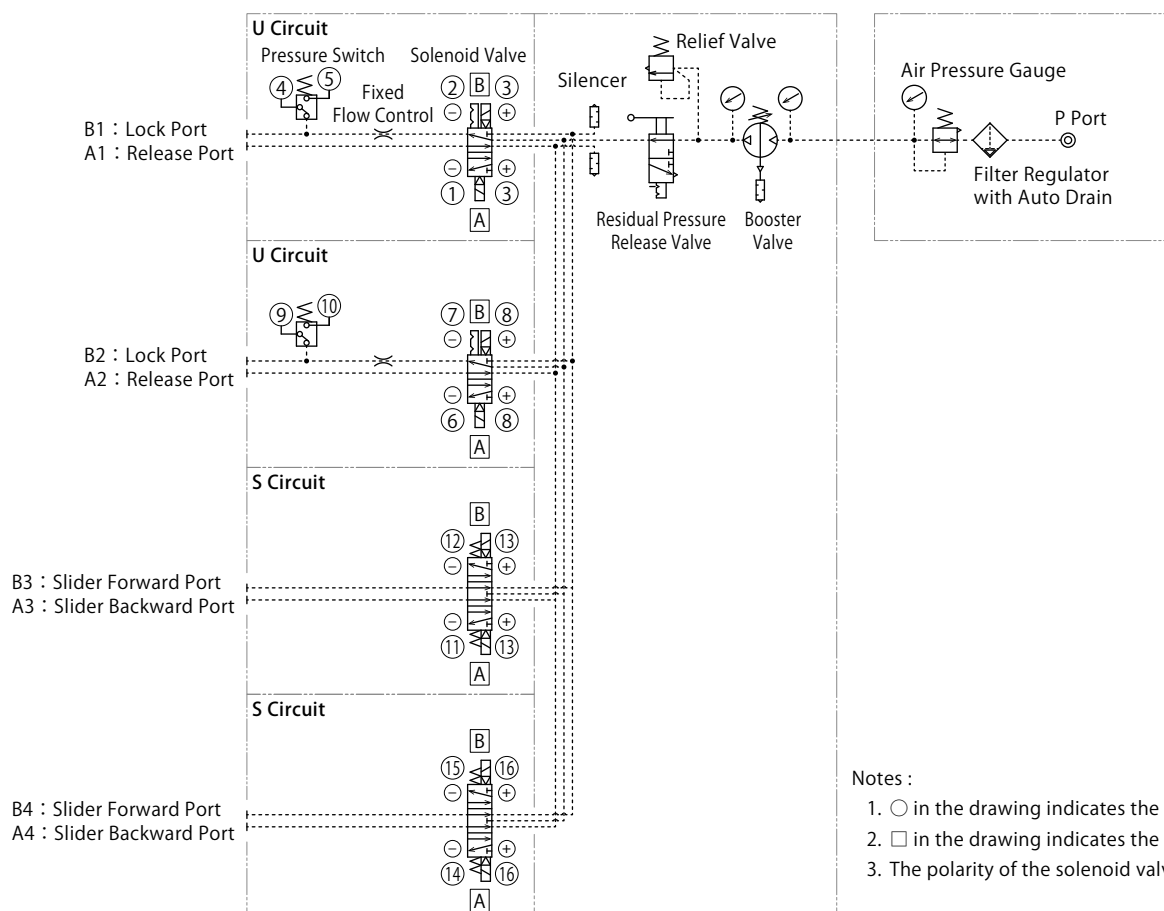 U Circuit
Pressure Switch
Solenoid Valve
④ ⑤
Fixed
Flow Control
② B ③
− +
B1：Lock Port
A1：Release Port
− +
① ③
A
Silencer
Relief Valve
Residual Pressure
Release Valve
Booster
Valve
Air Pressure Gauge
P Port
Filter Regulator
with Auto Drain
U Circuit
⑨ ⑩
⑦ B ⑧
− +
B2：Lock Port
A2：Release Port
− +
⑥ ⑧
A
S Circuit
B
⑫ ⑬
− +
B3：Slider Forward Port
A3：Slider Backward Port
− +
⑪ ⑬
A
S Circuit
B
⑮ ⑯
− +
B4：Slider Forward Port
A4：Slider Backward Port
− +
⑭ ⑯
A
Notes :
1. ○ in the drawing indicates the
2. □ in the drawing indicates the
3. The polarity of the solenoid